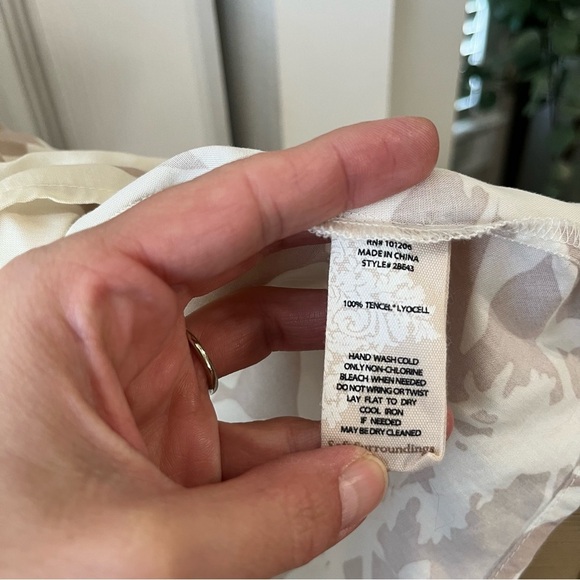 RN# 101206
MADE IN CHINA
STYLE# 28643
100% TENCEL® LYOCELL
HAND WASH COLD
ONLY NON-CHLORINE
BLEACH WHEN NEEDED
DO NOT WRING OR TWIST
LAY FLAT TO DRY
COOL IRON
IF NEEDED
MAY BE DRY CLEANED
Soft Surroundings